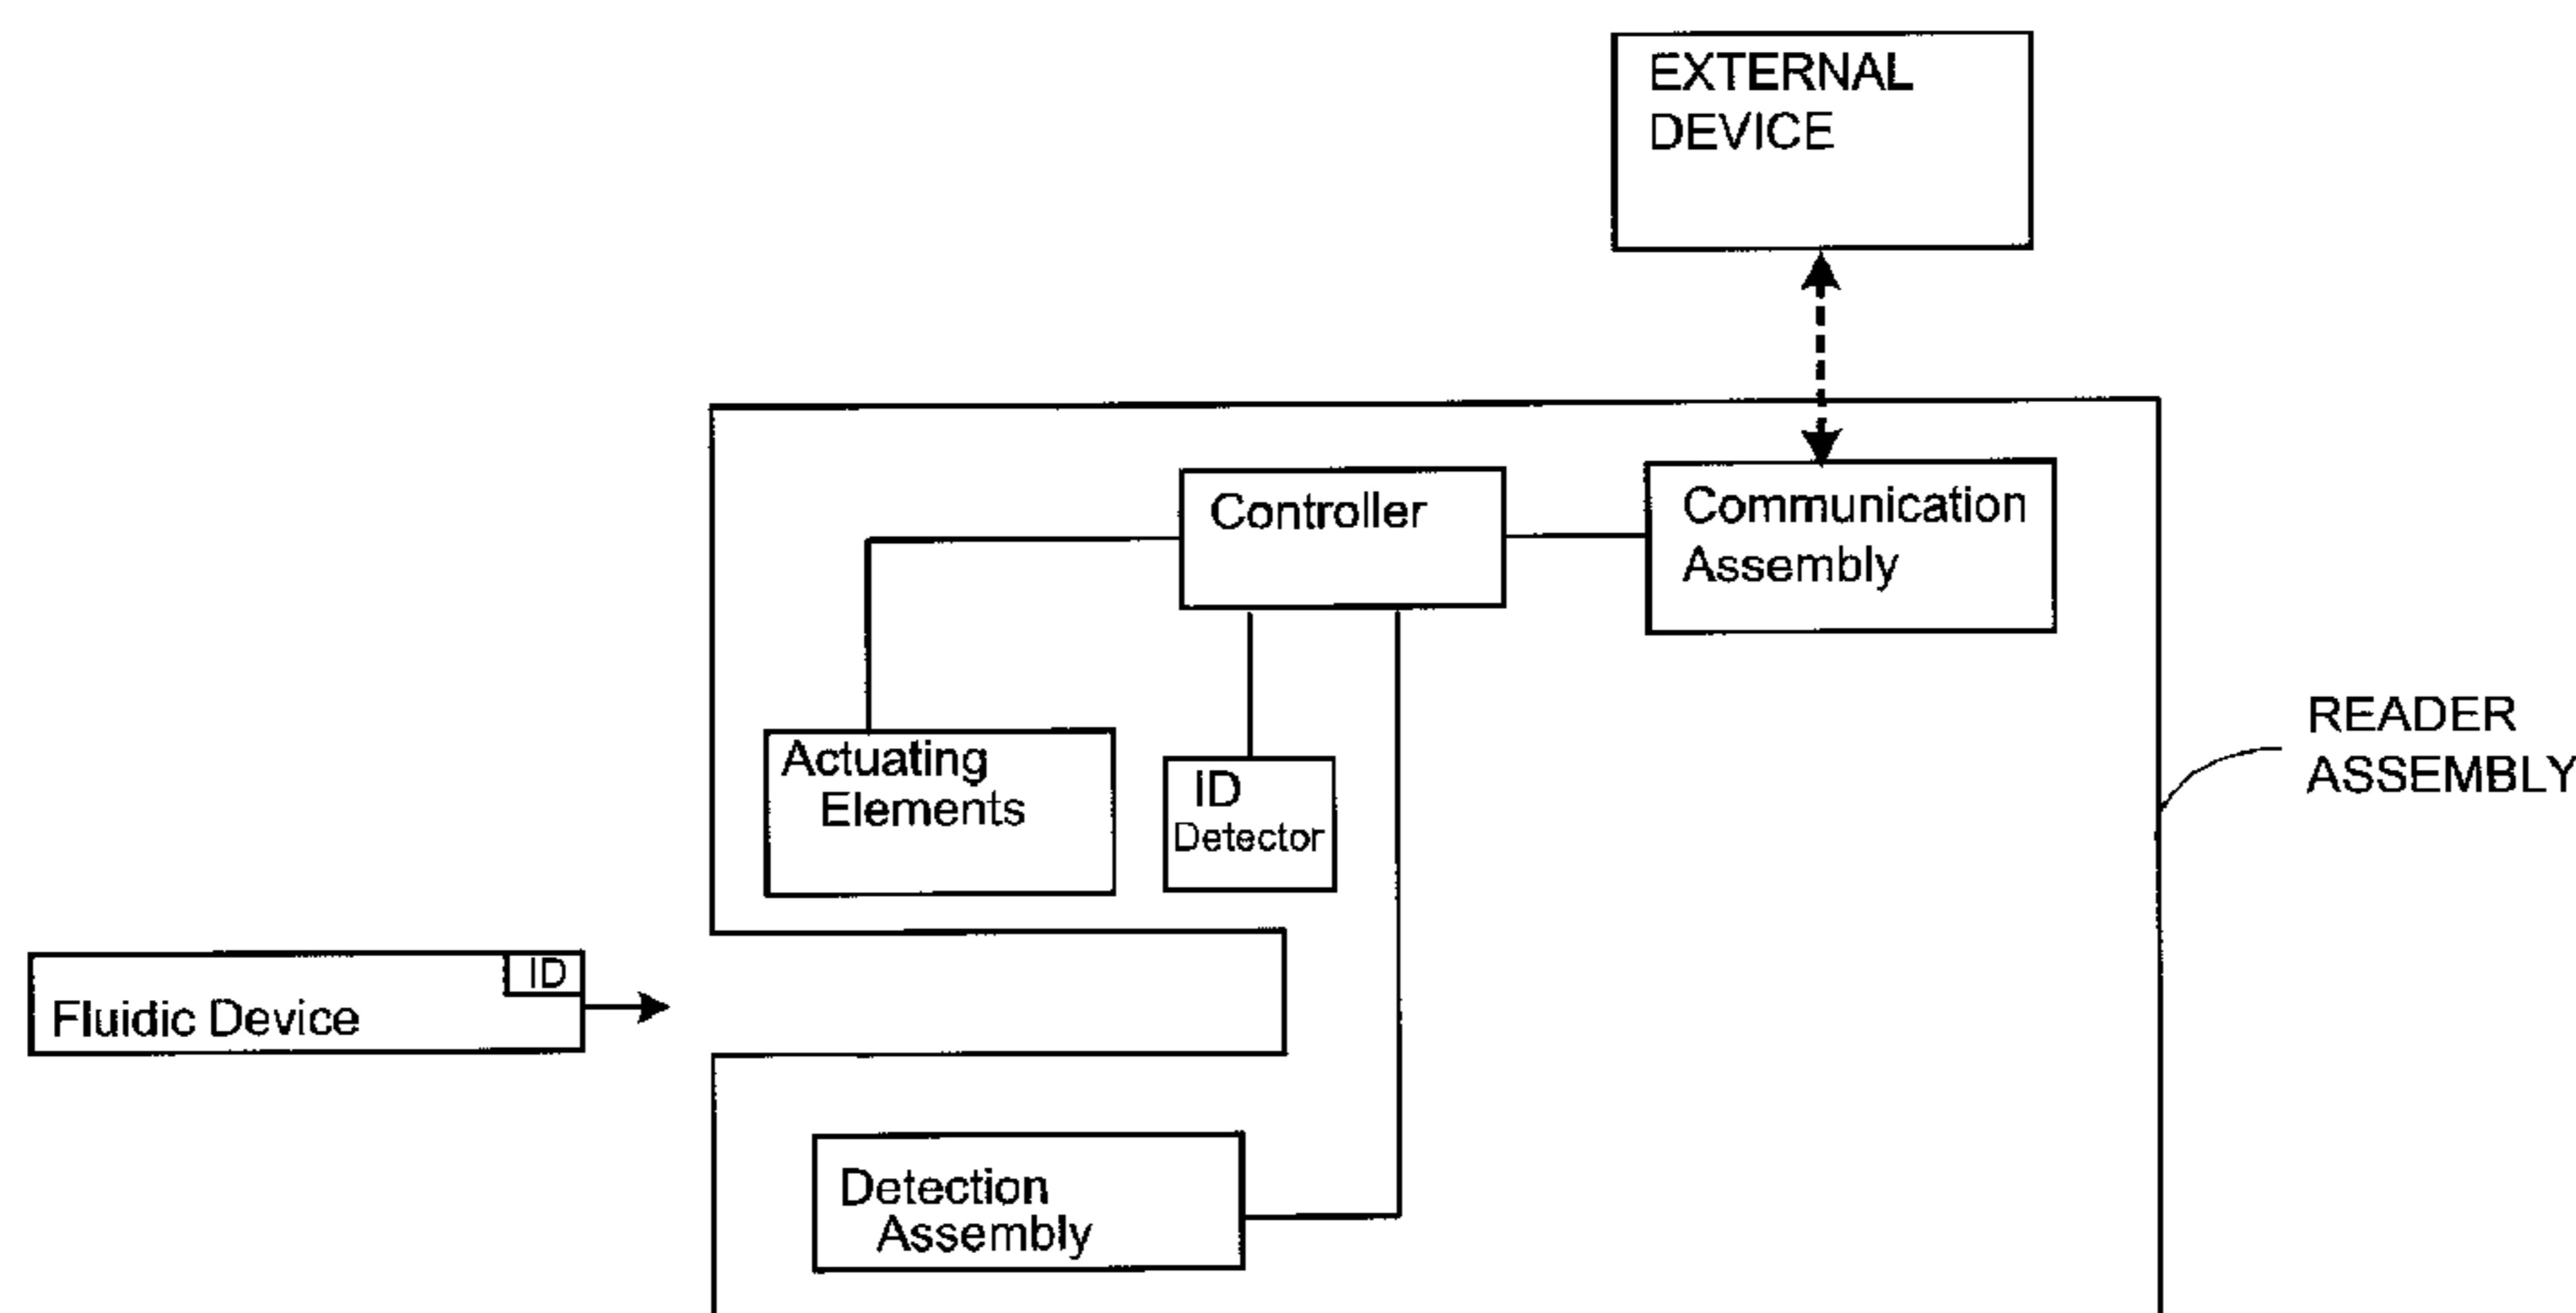 EXTERNAL
DEVICE
Controller
Communication
Assembly
Actuating
Elements
ID
Detector
READER
ASSEMBLY
ID
Fluidic Device
Detection
Assembly